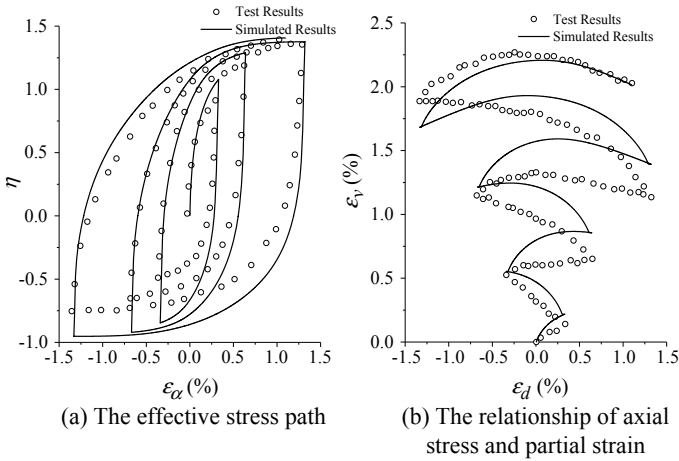 Test Results
Simulated Results
1.5
1.0
0.5
0.0
-0.5
-1.0
η
-1.5 -1.0 -0.5 0.0 0.5 1.0 1.5
εα (%)
(a) The effective stress path
Test Results
Simulated Results
2.5
2.0
1.5
1.0
0.5
0.0
εv (%)
-1.5 -1.0 -0.5 0.0 0.5 1.0 1.5
εd (%)
(b) The relationship of axial
stress and partial strain